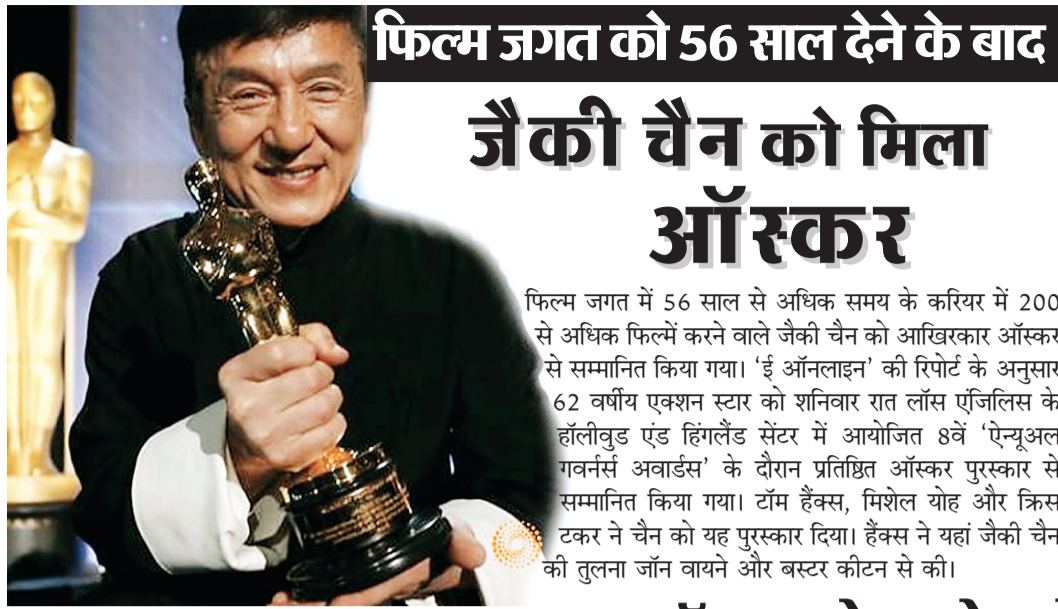 फिल्म जगत को 56 साल देने के बाद
जैकी चैन को मिला
ऑस्कर
फिल्म जगत में 56 साल से अधिक समय के करियर में 200
से अधिक फिल्में करने वाले जैकी चैन को आखिरकार ऑस्कर
से सम्मानित किया गया। ‘ई ऑनलाइन’ की रिपोर्ट के अनुसार
62 वर्षीय एक्शन स्टार को शनिवार रात लॉस एंजिलिस के
हॉलीवुड एंड हिंगलैंड सेंटर में आयोजित 8वें ‘ऐन्यूअल
गवर्नर्स अवार्डस’ के दौरान प्रतिष्ठित ऑस्कर पुरस्कार से
सम्मानित किया गया। टॉम हैंक्स, मिशेल योह और क्रिस
टकर ने चैन को यह पुरस्कार दिया। हैंक्स ने यहां जैकी चैन
की तुलना जॉन वायने और बस्टर कीटन से की।